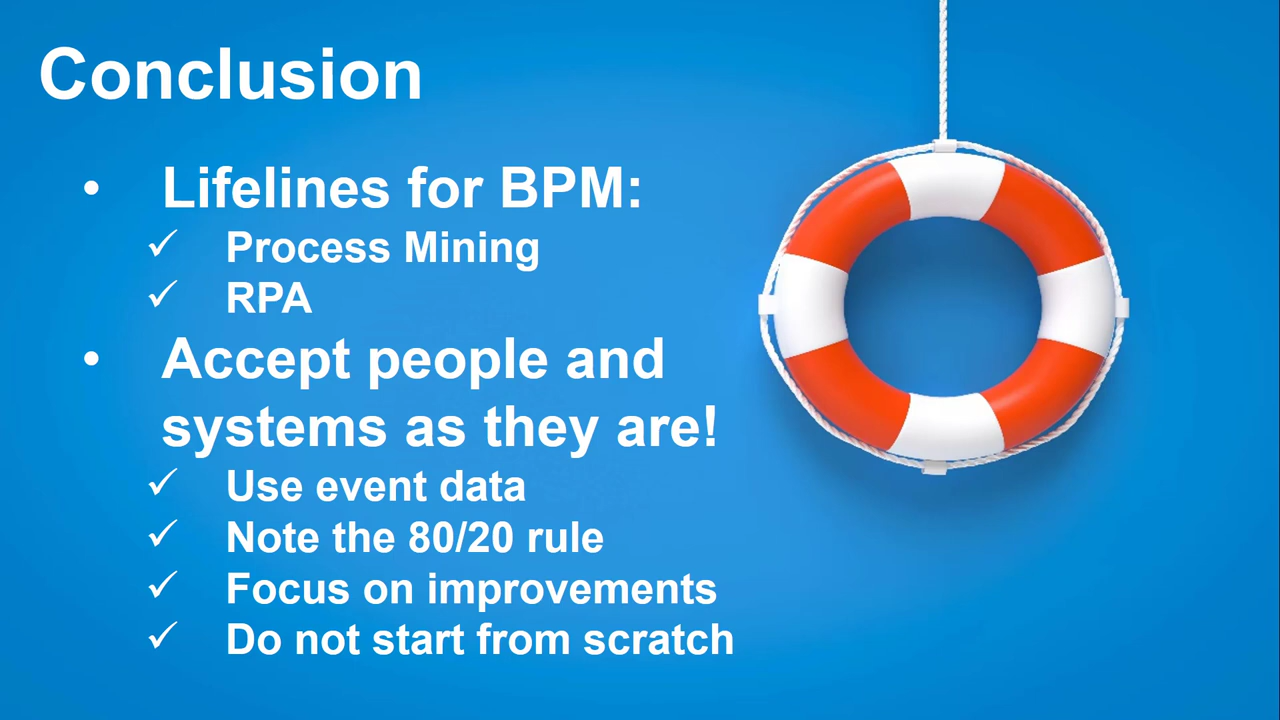 Conclusion
• Lifelines for BPM:
✓ Process Mining
✓ RPA
• Accept people and
systems as they are!
✓ Use event data
✓ Note the 80/20 rule
✓ Focus on improvements
✓ Do not start from scratch